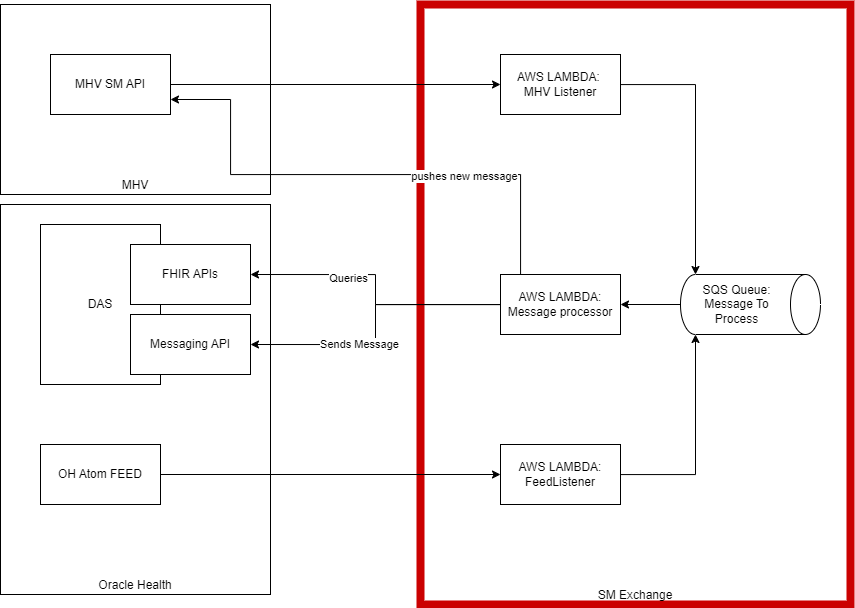 MHV SM API
MHV
AWS LAMBDA:
MHV Listener
pushes new message
DAS
FHIR APIs
Messaging API
Queries
Sends Message
AWS LAMBDA:
Message processor
SQS Queue:
Message To
Process
OH Atom FEED
AWS LAMBDA:
FeedListener
Oracle Health
SM Exchange